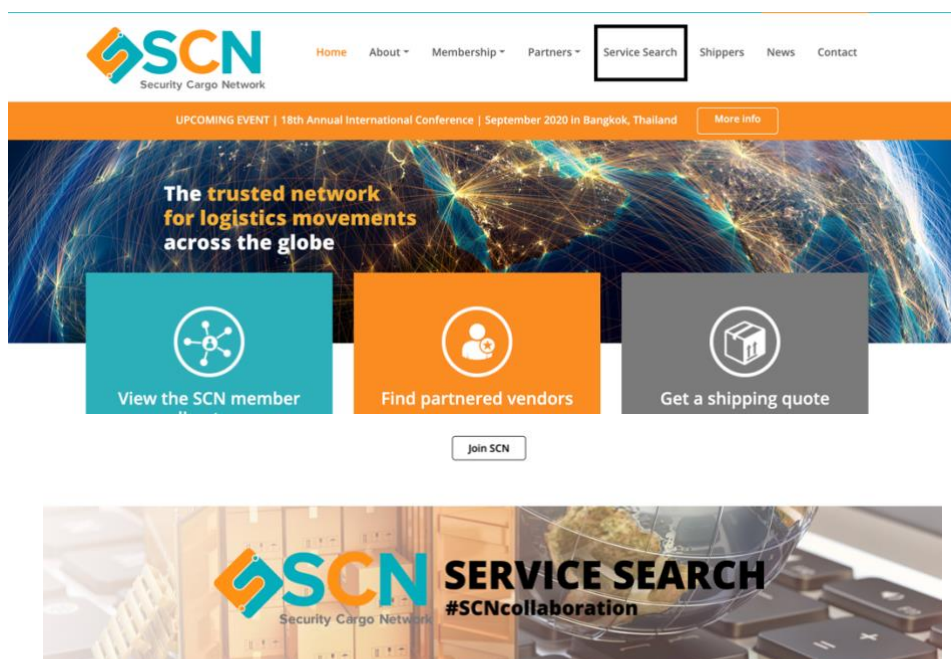 SCN
Security Cargo Network
Home About Membership Partners Service Search Shippers News Contact
UPCOMING EVENT | 18th Annual International Conference | September 2020 in Bangkok, Thailand More info
The trusted network
for logistics movements
across the globe
View the SCN member
Find partnered vendors
Get a shipping quote
Join SCN
SCN
Security Cargo Network
SERVICE SEARCH
#SCNcollaboration